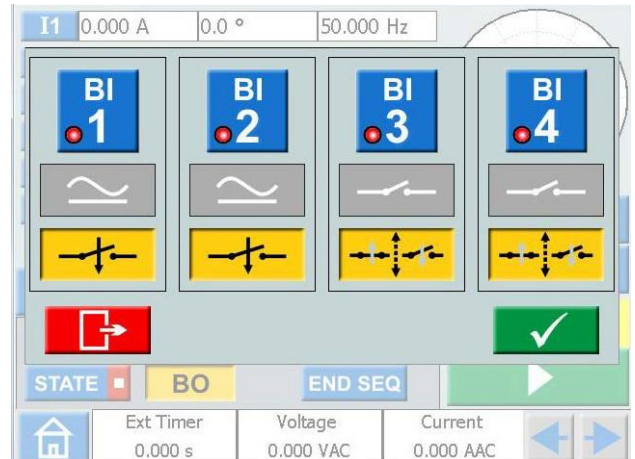 I1 0.000 A 0.0 ° 50.000 Hz
BI 1
BI 2
BI 3
BI 4
STATE BO END SEQ
Ext Timer Voltage Current
0.000 s 0.000 VAC 0.000 AAC